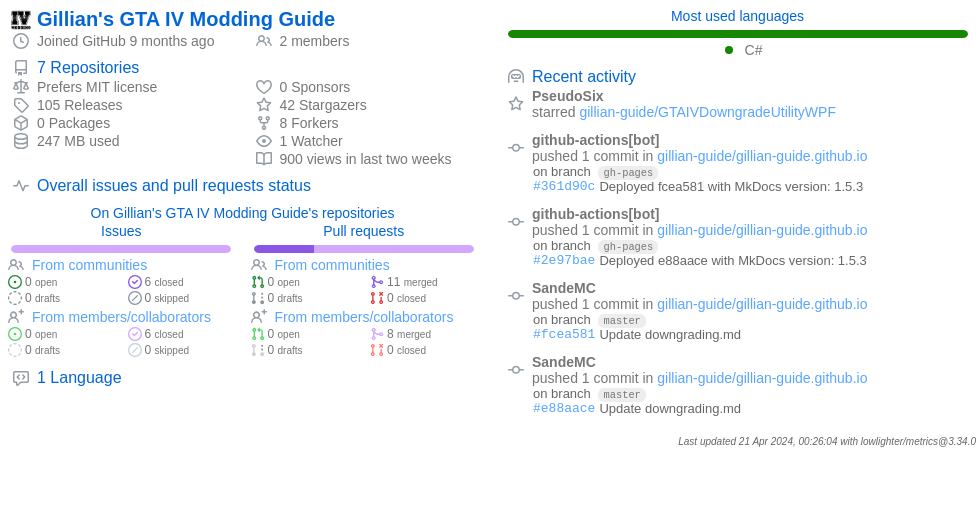 Gillian's GTA IV Modding Guide
Joined GitHub 9 months ago
2 members
7 Repositories
Prefers MIT license
105 Releases
0 Packages
247 MB used
0 Sponsors
42 Stargazers
8 Forkers
1 Watcher
900 views in last two weeks
Overall issues and pull requests status
On Gillian's GTA IV Modding Guide's repositories
Issues
From communities
0 open
6 closed
0 drafts
0 skipped
From members/collaborators
0 open
6 closed
0 drafts
0 skipped
Pull requests
From communities
0 open
11 merged
0 drafts
0 closed
From members/collaborators
0 open
8 merged
0 drafts
0 closed
1 Language
Most used languages
C#
Recent activity
PseudoSix
starred gillian-guide/GTAIVDowngradeUtilityWPF
github-actions[bot]
pushed 1 commit in gillian-guide/gillian-guide.github.io
on branch gh-pages
#361d90c Deployed fcea581 with MkDocs version: 1.5.3
github-actions[bot]
pushed 1 commit in gillian-guide/gillian-guide.github.io
on branch gh-pages
#2e97bae Deployed e88aace with MkDocs version: 1.5.3
SandeMC
pushed 1 commit in gillian-guide/gillian-guide.github.io
on branch master
#fcea581 Update downgrading.md
SandeMC
pushed 1 commit in gillian-guide/gillian-guide.github.io
on branch master
#e88aace Update downgrading.md
Last updated 21 Apr 2024, 00:26:04 with lowlighter/metrics@3.34.0